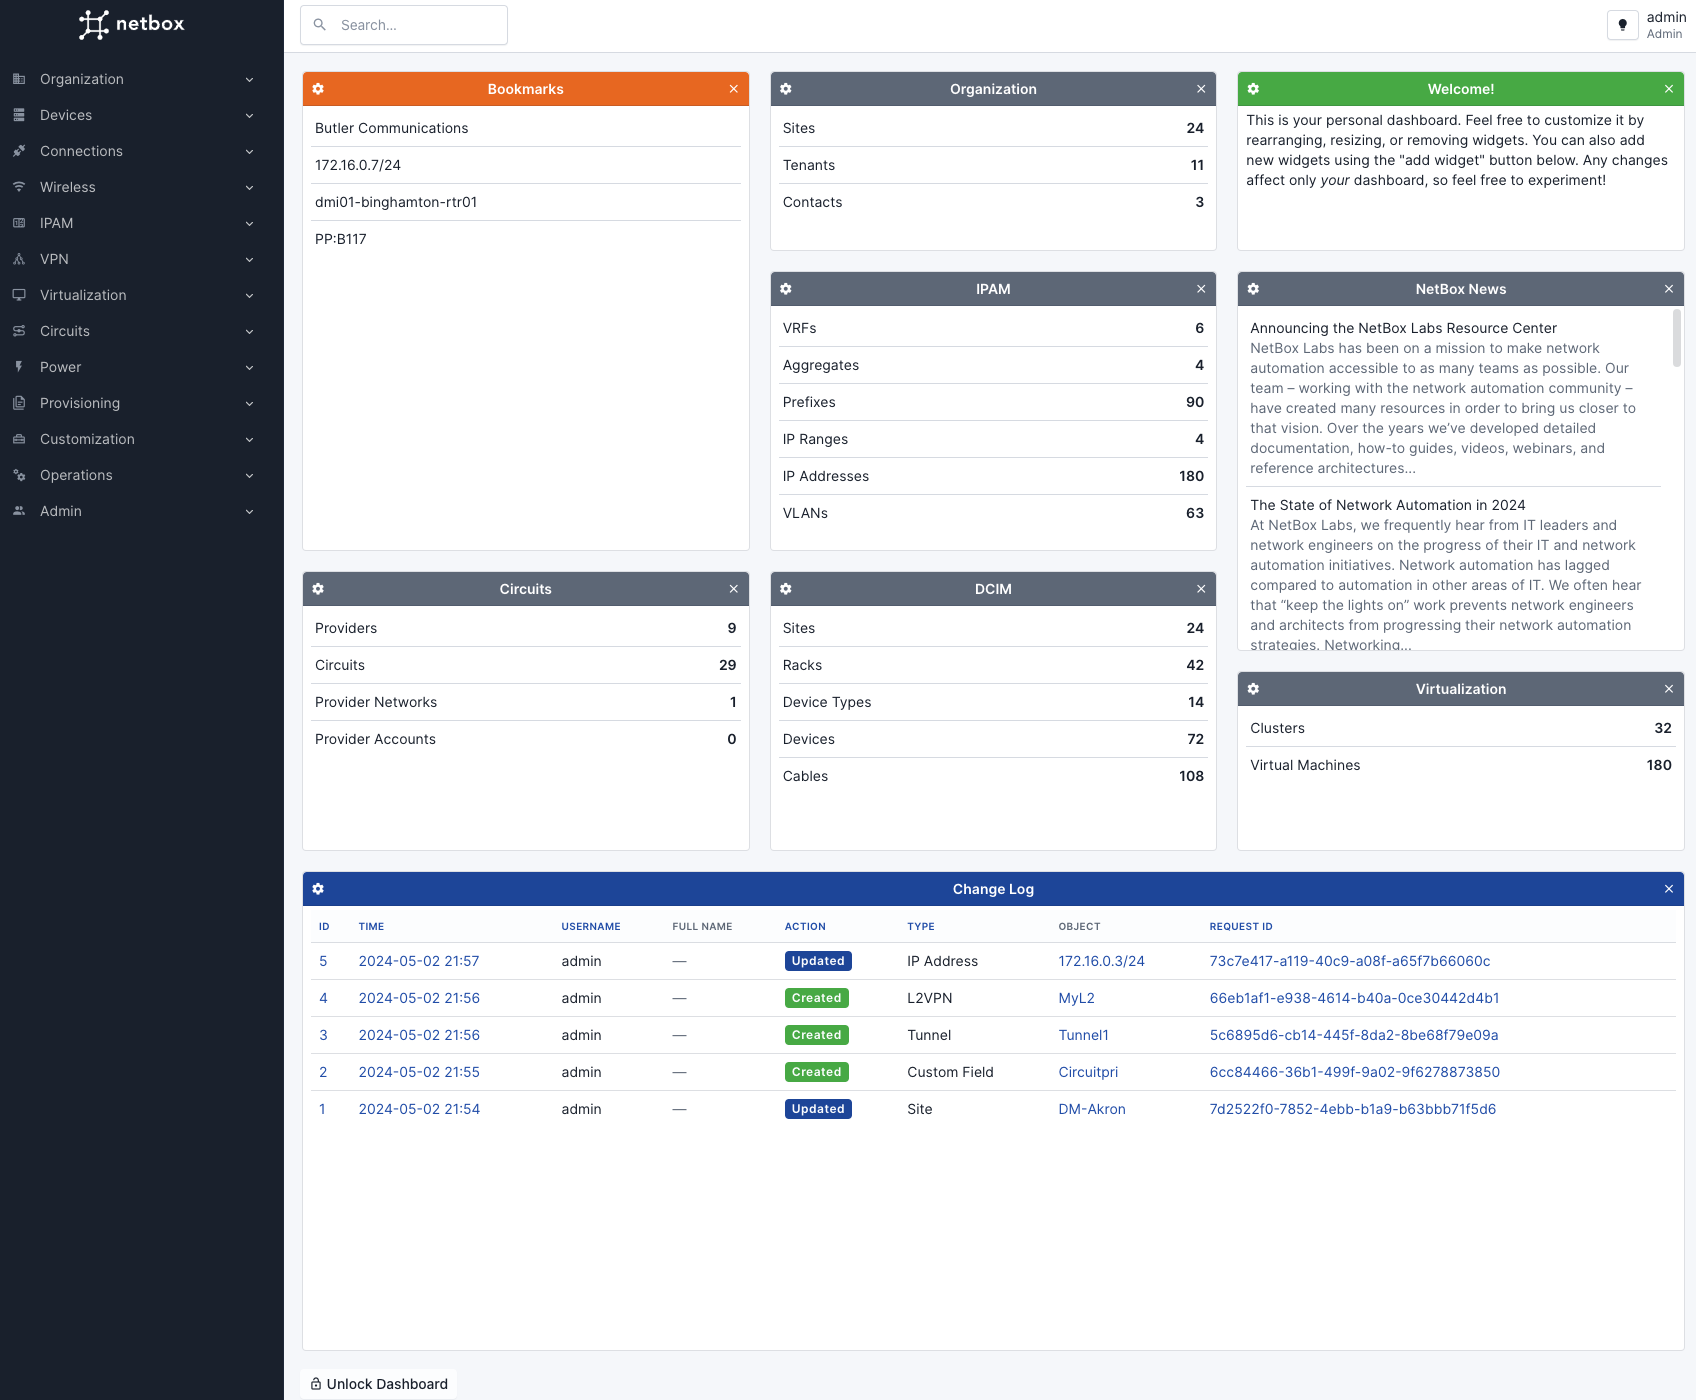 netbox
Search...
admin
Admin
Organization
Devices
Connections
Wireless
IPAM
VPN
Virtualization
Circuits
Power
Provisioning
Customization
Operations
Admin
Bookmarks
Butler Communications
172.16.0.7/24
dmi01-binghamton-rtr01
PP:B117
Organization
Sites 24
Tenants 11
Contacts 3
Welcome!
This is your personal dashboard. Feel free to customize it by
rearranging, resizing, or removing widgets. You can also add
new widgets using the "add widget" button below. Any changes
affect only your dashboard, so feel free to experiment!
IPAM
VRFs 6
Aggregates 4
Prefixes 90
IP Ranges 4
IP Addresses 180
VLANs 63
NetBox News
Announcing the NetBox Labs Resource Center
NetBox Labs has been on a mission to make network
automation accessible to as many teams as possible. Our
team – working with the network automation community –
have created many resources in order to bring us closer to
that vision. Over the years we’ve developed detailed
documentation, how-to guides, videos, webinars, and
reference architectures...
The State of Network Automation in 2024
At NetBox Labs, we frequently hear from IT leaders and
network engineers on the progress of their IT and network
automation initiatives. Network automation has lagged
compared to automation in other areas of IT. We often hear
that “keep the lights on” work prevents network engineers
and architects from progressing their network automation
strategies. Networking...
Circuits
Providers 9
Circuits 29
Provider Networks 1
Provider Accounts 0
DCIM
Sites 24
Racks 42
Device Types 14
Devices 72
Cables 108
Virtualization
Clusters 32
Virtual Machines 180
Change Log
ID TIME USERNAME FULL NAME ACTION TYPE OBJECT REQUEST ID
5 2024-05-02 21:57 admin — Updated IP Address 172.16.0.3/24 73c7e417-a119-40c9-a08f-a65f7b66060c
4 2024-05-02 21:56 admin — Created L2VPN MyL2 66eb1af1-e938-4614-b40a-0ce30442d4b1
3 2024-05-02 21:56 admin — Created Tunnel Tunnel1 5c6895d6-cb14-445f-8da2-8be68f79e09a
2 2024-05-02 21:55 admin — Created Custom Field Circuitpri 6cc84466-36b1-499f-9a02-9f6278873850
1 2024-05-02 21:54 admin — Updated Site DM-Akron 7d2522f0-7852-4ebb-b1a9-b63bbb71f5d6
Unlock Dashboard